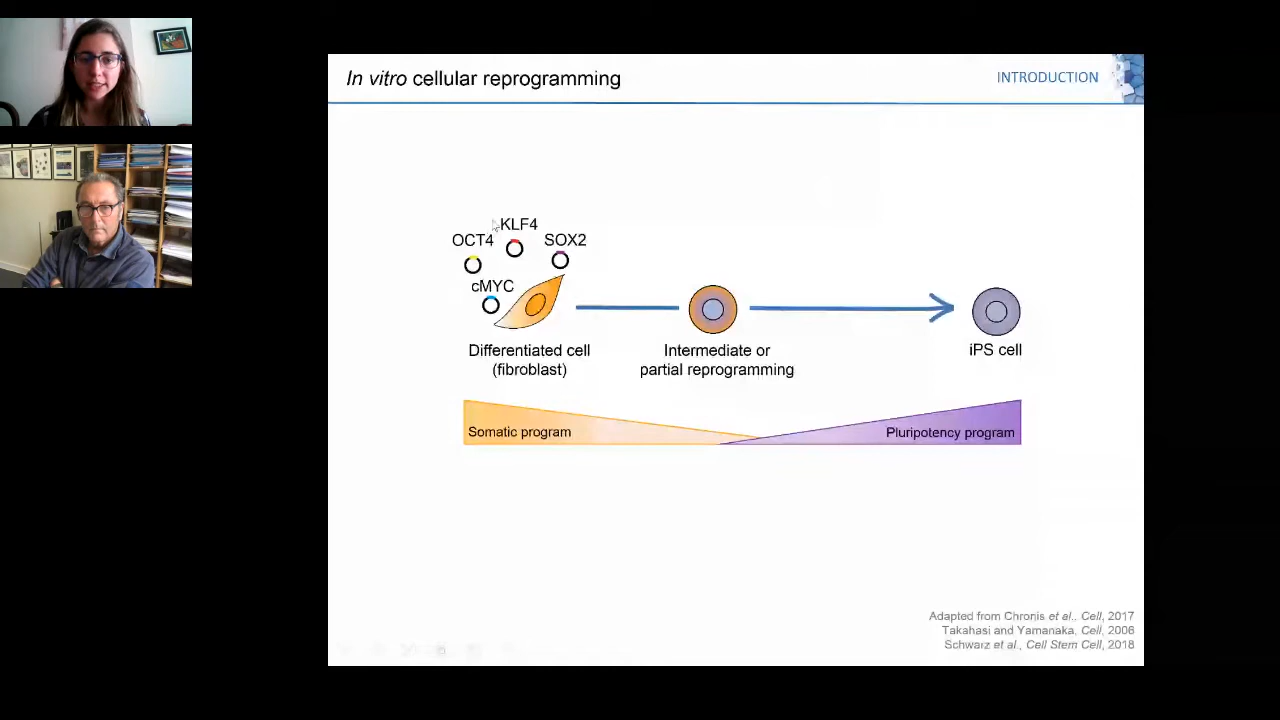 In vitro cellular reprogramming
INTRODUCTION
KLF4
OCT4
SOX2
cMYC
Differentiated cell
(fibroblast)
Intermediate or
partial reprogramming
iPS cell
Somatic program
Pluripotency program
Adapted from Chronis et al., Cell, 2017
Takahasi and Yamanaka, Cell, 2006
Schwarz et al., Cell Stem Cell, 2018